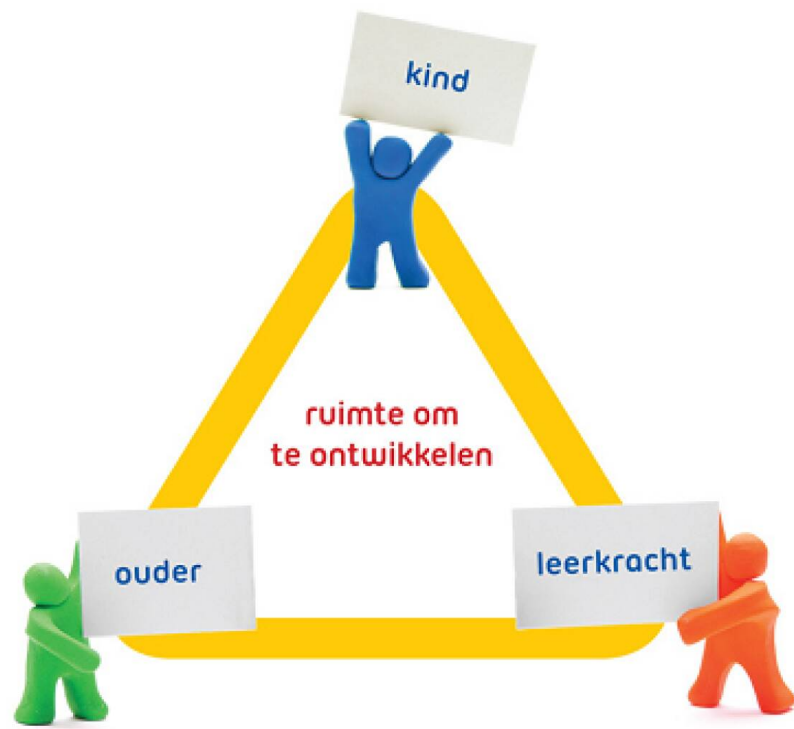 kind
ruimte om
te ontwikkelen
ouder
leerkracht